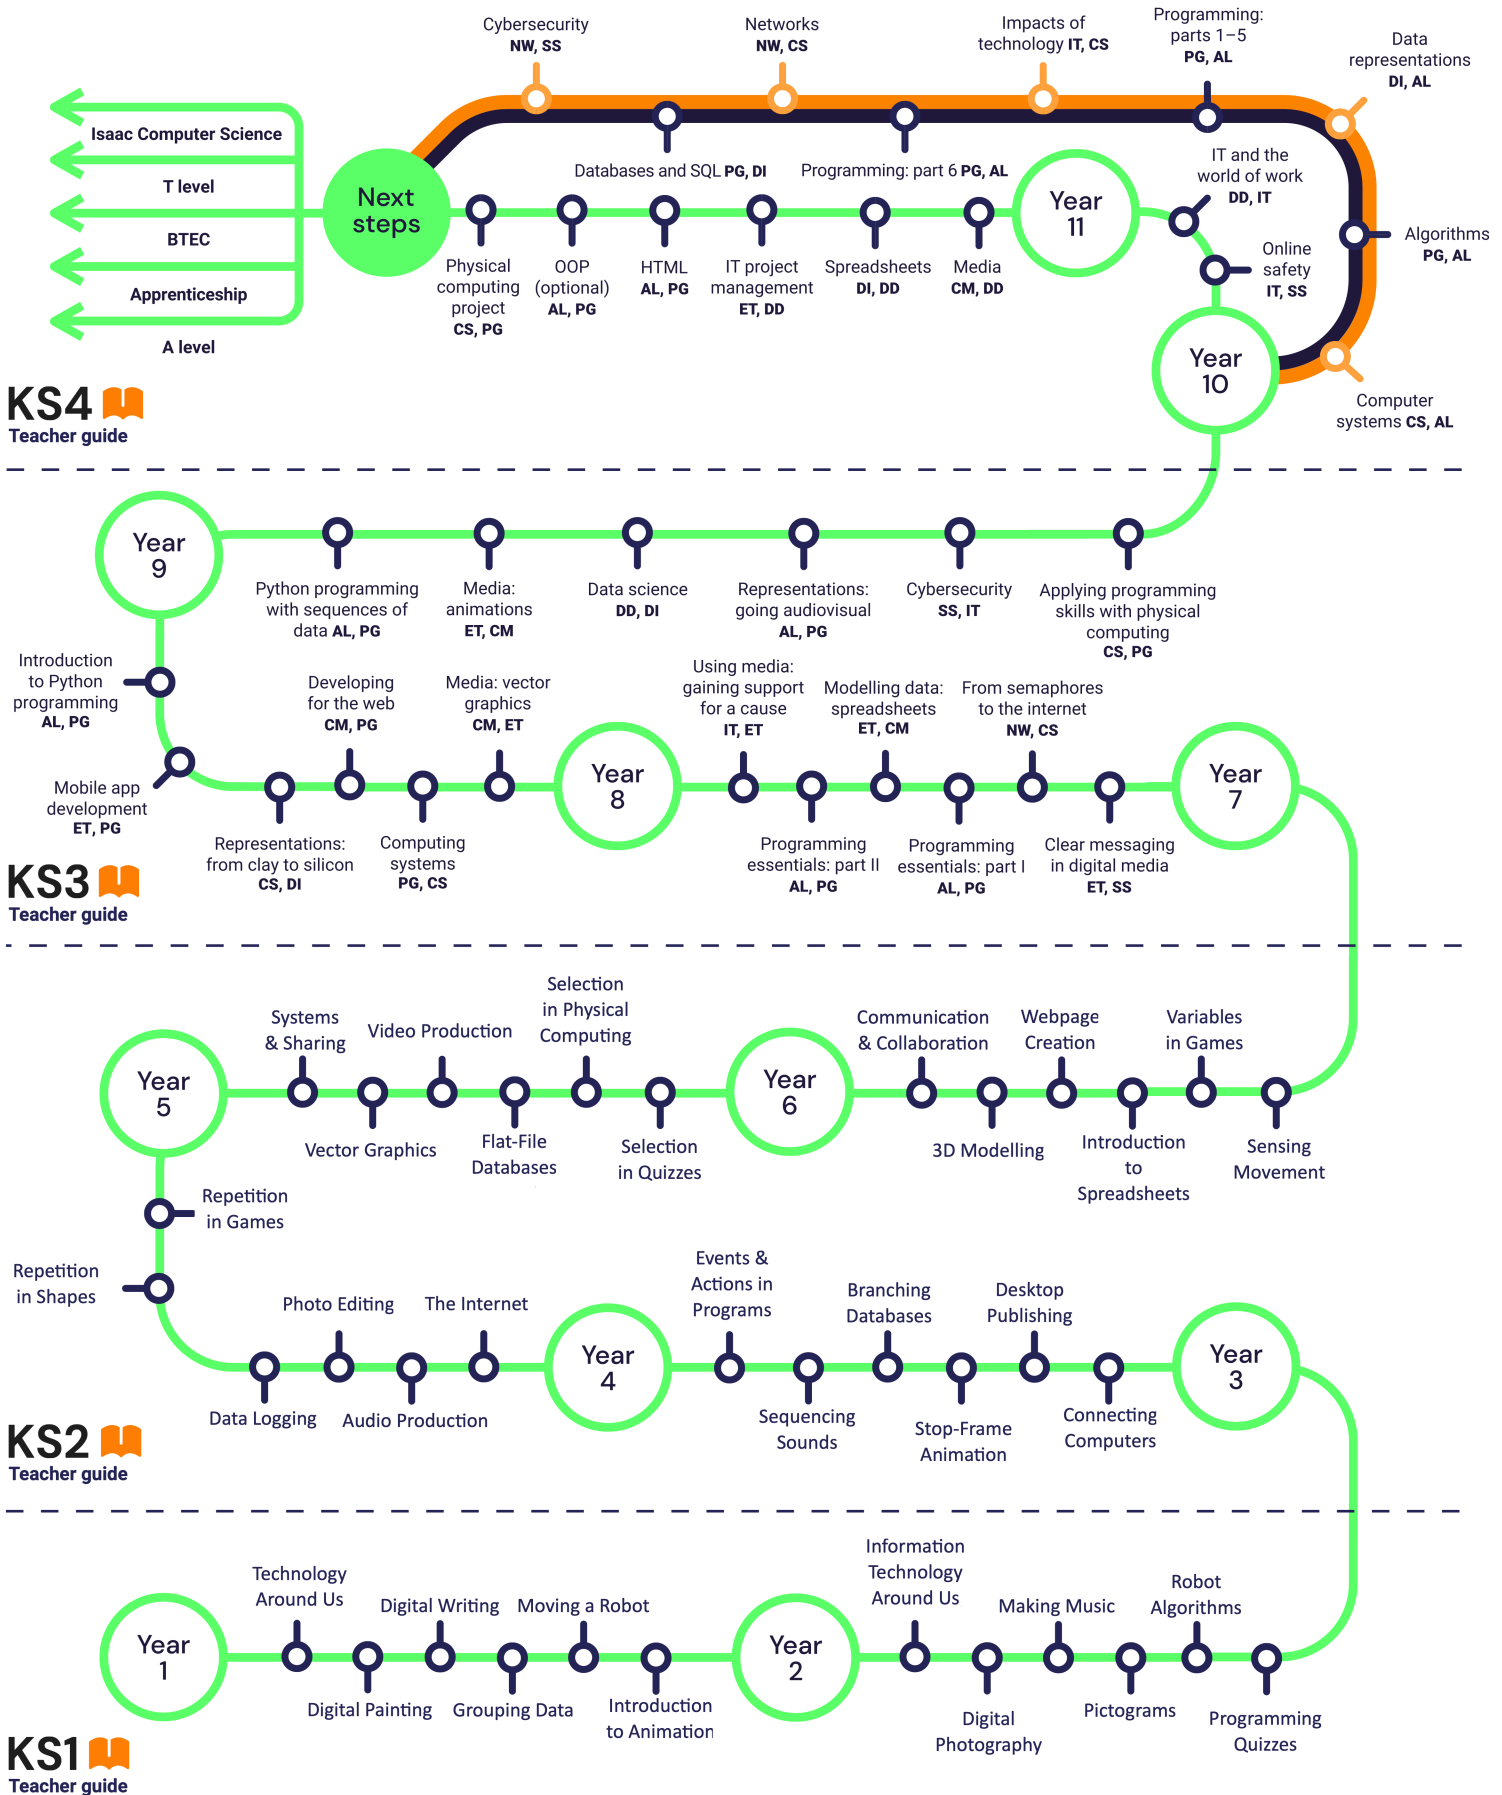 Cybersecurity
NW, SS
Networks
NW, CS
Impacts of
technology IT, CS
Programming:
parts 1–5
PG, AL
Data
representations
DI, AL
Isaac Computer Science
T level
BTEC
Apprenticeship
A level
Next
steps
Databases and SQL PG, DI
Programming: part 6 PG, AL
Year
11
IT and the
world of work
DD, IT
Algorithms
PG, AL
Online
safety
IT, SS
Physical
computing
project
CS, PG
OOP
(optional)
AL, PG
HTML
AL, PG
IT project
management
ET, DD
Spreadsheets
DI, DD
Media
CM, DD
Year
10
Computer
systems CS, AL
KS4
Teacher guide
Year
9
Python programming
with sequences of
data AL, PG
Media:
animations
ET, CM
Data science
DD, DI
Representations:
going audiovisual
AL, PG
Cybersecurity
SS, IT
Applying programming
skills with physical
computing
CS, PG
Introduction
to Python
programming
AL, PG
Developing
for the web
CM, PG
Media: vector
graphics
CM, ET
Using media:
gaining support
for a cause
IT, ET
Modelling data:
spreadsheets
ET, CM
From semaphores
to the internet
NW, CS
Year
8
Year
7
Mobile app
development
ET, PG
Representations:
from clay to silicon
CS, DI
Computing
systems
PG, CS
Programming
essentials: part II
AL, PG
Programming
essentials: part I
AL, PG
Clear messaging
in digital media
ET, SS
KS3
Teacher guide
Year
5
Systems
& Sharing
Video Production
Selection
in Physical
Computing
Year
6
Communication
& Collaboration
Webpage
Creation
Variables
in Games
Vector Graphics
Flat-File
Databases
Selection
in Quizzes
3D Modelling
Introduction
to
Spreadsheets
Sensing
Movement
Repetition
in Games
Repetition
in Shapes
Photo Editing
The Internet
Year
4
Events &
Actions in
Programs
Branching
Databases
Desktop
Publishing
Year
3
Data Logging
Audio Production
Sequencing
Sounds
Stop-Frame
Animation
Connecting
Computers
KS2
Teacher guide
Year
1
Technology
Around Us
Digital Writing
Moving a Robot
Year
2
Information
Technology
Around Us
Making Music
Robot
Algorithms
Digital Painting
Grouping Data
Introduction
to Animation
Digital
Photography
Pictograms
Programming
Quizzes
KS1
Teacher guide